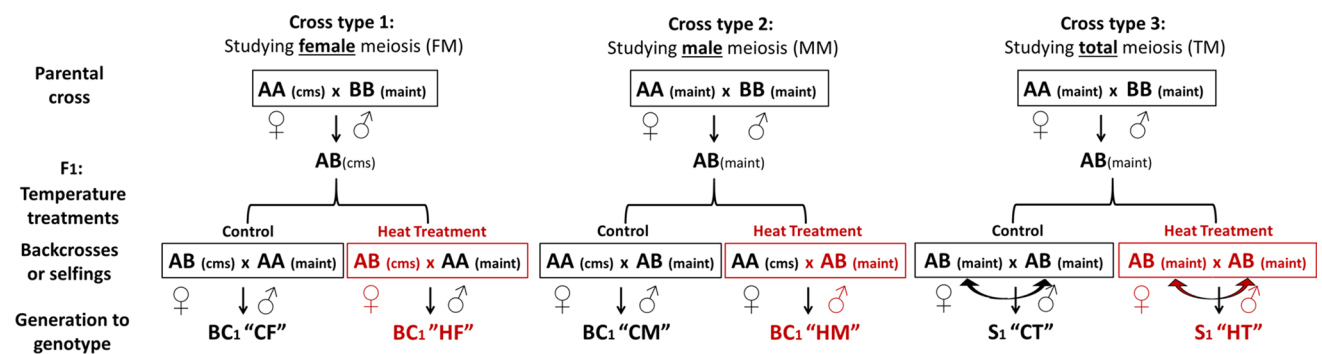 Cross type 1:
Studying female meiosis (FM)
Cross type 2:
Studying male meiosis (MM)
Cross type 3:
Studying total meiosis (TM)
Parental
cross
AA (cms) x BB (maint)
AA (maint) x BB (maint)
AA (maint) x BB (maint)
♀ ♂
♀ ♂
♀ ♂
F1:
Temperature
treatments
AB(cms)
AB(maint)
AB(maint)
Control
Heat Treatment
Control
Heat Treatment
Control
Heat Treatment
Backcrosses
or selfings
AB (cms) x AA (maint)
AB (cms) x AA (maint)
AA (cms) x AB (maint)
AA (cms) x AB (maint)
AB (maint) x AB (maint)
AB (maint) x AB (maint)
♀ ♂
♀ ♂
♀ ♂
♀ ♂
♀ ♂
♀ ♂
Generation to
genotype
BC1 “CF”
BC1 “HF”
BC1 “CM”
BC1 “HM”
S1 “CT”
S1 “HT”